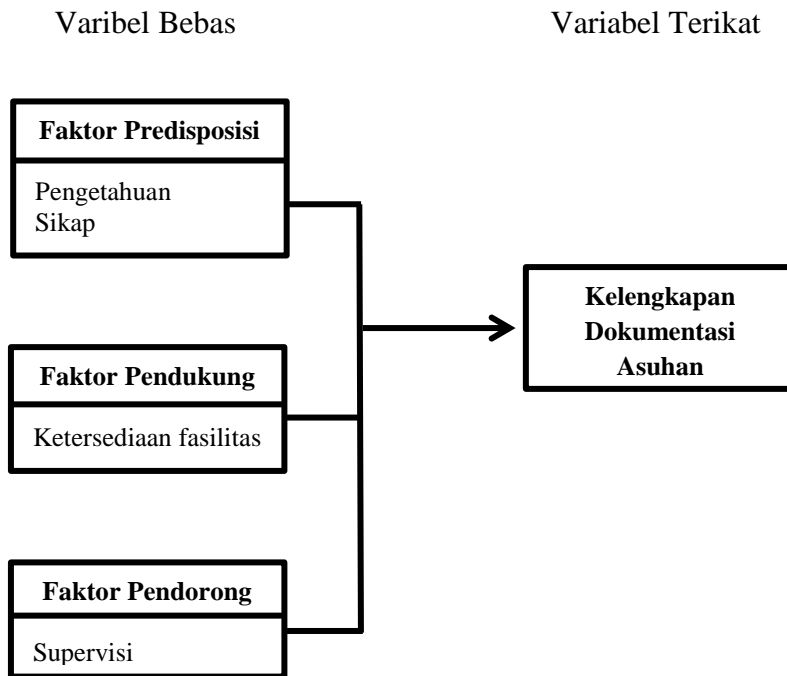 Varibel Bebas
Variabel Terikat
Faktor Predisposisi
Pengetahuan
Sikap
Kelengkapan
Dokumentasi
Asuhan
Faktor Pendukung
Ketersediaan fasilitas
Faktor Pendorong
Supervisi